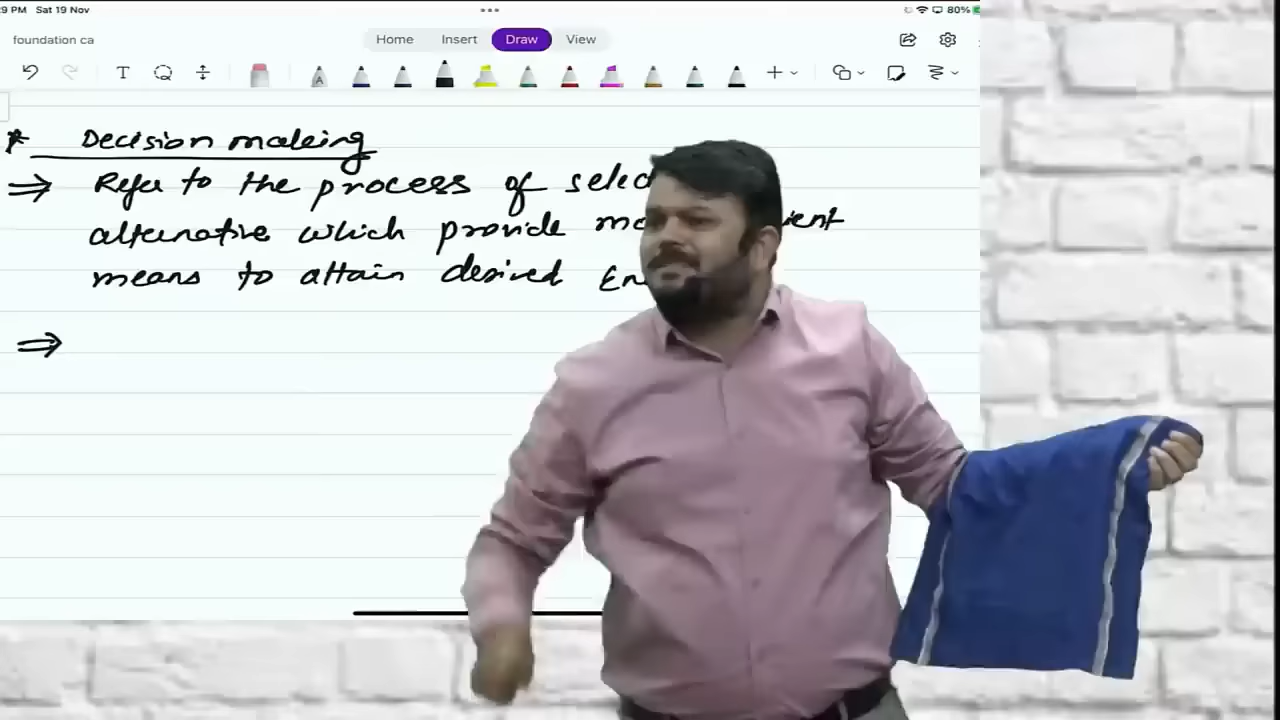 9 PM Sat 19 Nov
80%
foundation ca
Home Insert Draw View
T
A
* Decision making
⇒ Refer to the process of selec
alternative which provide mo ient
means to attain desired En
⇒